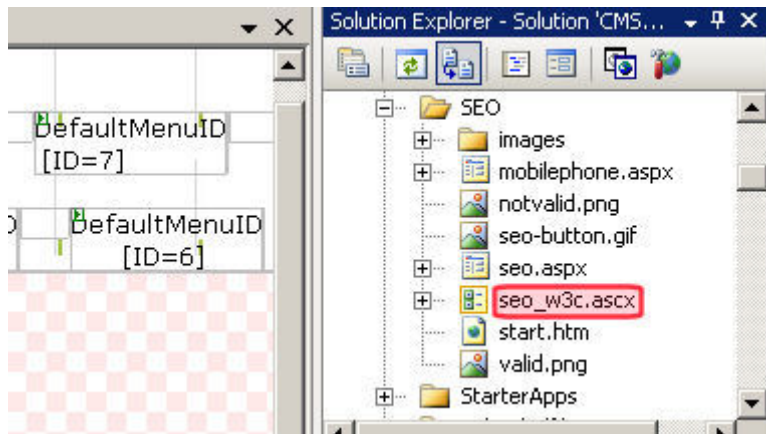 Solution Explorer - Solution 'CMS...
DefaultMenuID
[ID=7]
DefaultMenuID
[ID=6]
SEO
images
mobilephone.aspx
notvalid.png
seo-button.gif
seo.aspx
seo_w3c.ascx
start.htm
valid.png
StarterApps